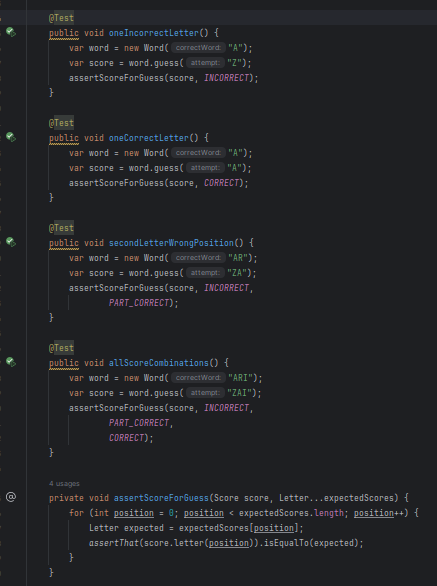 @Test
public void oneIncorrectLetter() {
var word = new Word( correctWord: "A");
var score = word.guess( attempt: "Z");
assertScoreForGuess(score, INCORRECT);
}
@Test
public void oneCorrectLetter() {
var word = new Word( correctWord: "A");
var score = word.guess( attempt: "A");
assertScoreForGuess(score, CORRECT);
}
@Test
public void secondLetterWrongPosition() {
var word = new Word( correctWord: "AR");
var score = word.guess( attempt: "ZA");
assertScoreForGuess(score, INCORRECT,
PART_CORRECT);
}
@Test
public void allScoreCombinations() {
var word = new Word( correctWord: "ARI");
var score = word.guess( attempt: "ZAI");
assertScoreForGuess(score, INCORRECT,
PART_CORRECT,
CORRECT);
}
4 usages
private void assertScoreForGuess(Score score, Letter...expectedScores) {
for (int position = 0; position < expectedScores.length; position++) {
Letter expected = expectedScores[position];
assertThat(score.letter(position)).isEqualTo(expected);
}
}